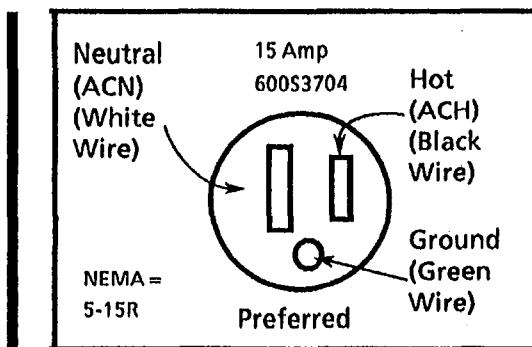 Neutral
(ACN)
(White
Wire)
15 Amp
600S3704
Hot
(ACH)
(Black
Wire)
Ground
(Green
Wire)
NEMA =
5-15R
Preferred